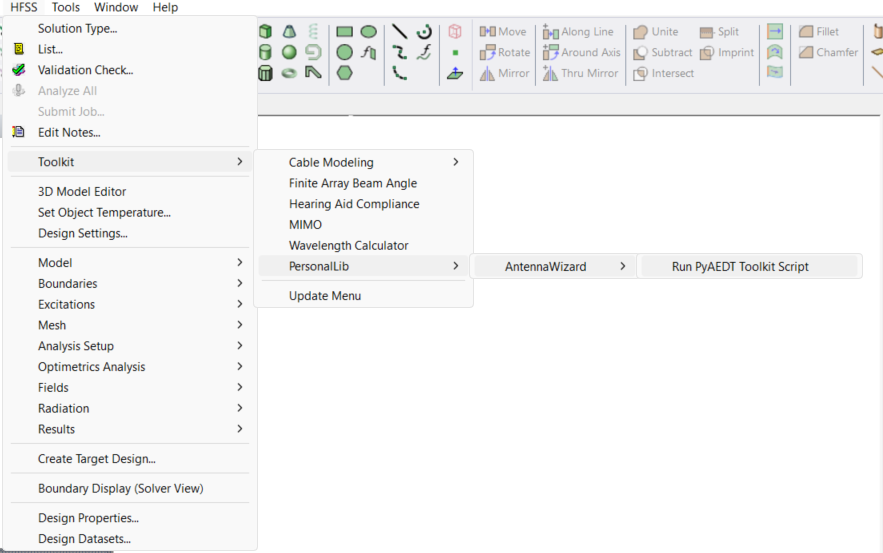 HFSS Tools Window Help
Solution Type...
List...
Validation Check...
Analyze All
Submit Job...
Edit Notes...
Toolkit
3D Model Editor
Set Object Temperature...
Design Settings...
Model
Boundaries
Excitations
Mesh
Analysis Setup
Optimetrics Analysis
Fields
Radiation
Results
Create Target Design...
Boundary Display (Solver View)
Design Properties...
Design Datasets...
Move Along Line Unite Split Fillet
Rotate Around Axis Subtract Imprint Chamfer
Mirror Thru Mirror Intersect
Cable Modeling
Finite Array Beam Angle
Hearing Aid Compliance
MIMO
Wavelength Calculator
PersonalLib
Update Menu
AntennaWizard
Run PyAEDT Toolkit Script